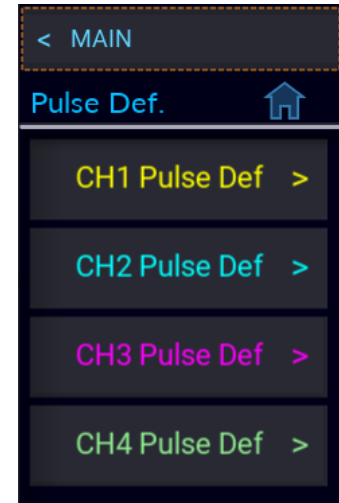 < MAIN
Pulse Def.
CH1 Pulse Def >
CH2 Pulse Def >
CH3 Pulse Def >
CH4 Pulse Def >